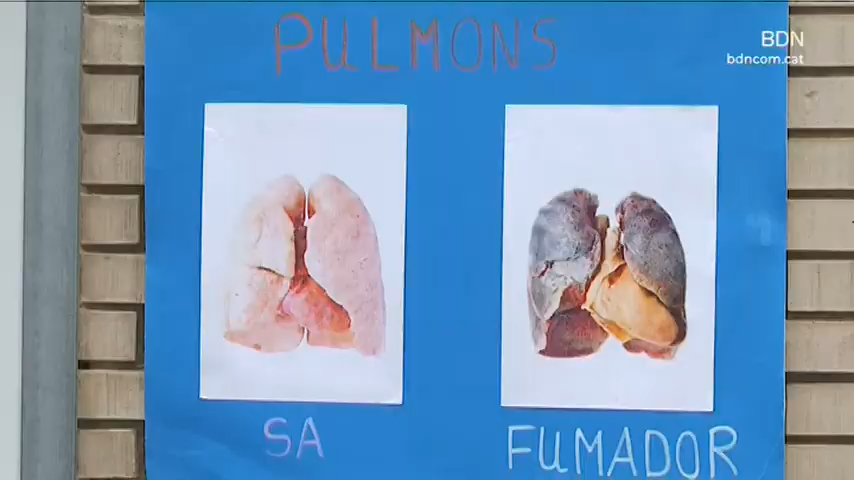 PULMONS
BDN
bdncom.cat
SA
FUMADOR